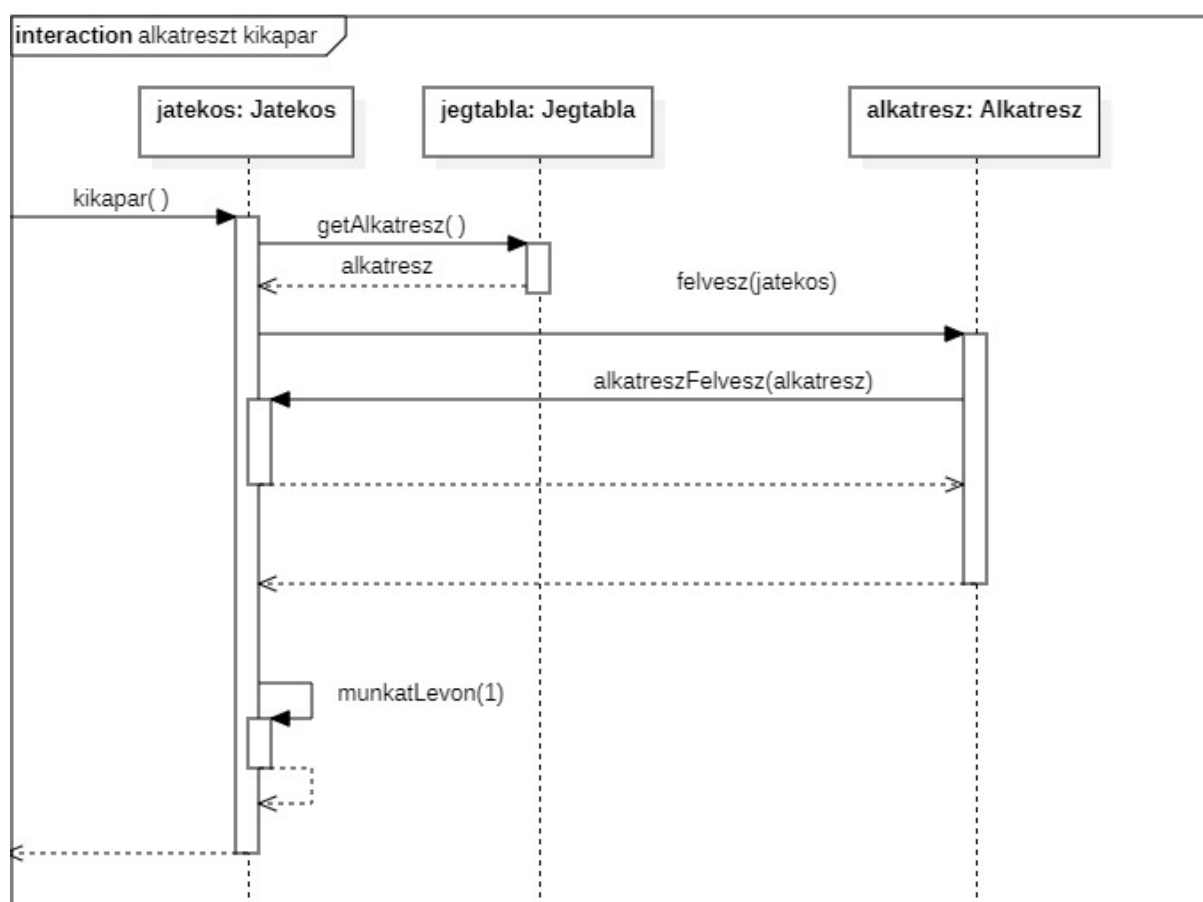 interaction alkatreszt kikapar
jatekos: Jatekos
jegtabla: Jegtabla
alkatresz: Alkatresz
kikapar( )
getAlkatresz( )
alkatresz
felvesz(jatekos)
alkatreszFelvesz(alkatresz)
munkatLevon(1)